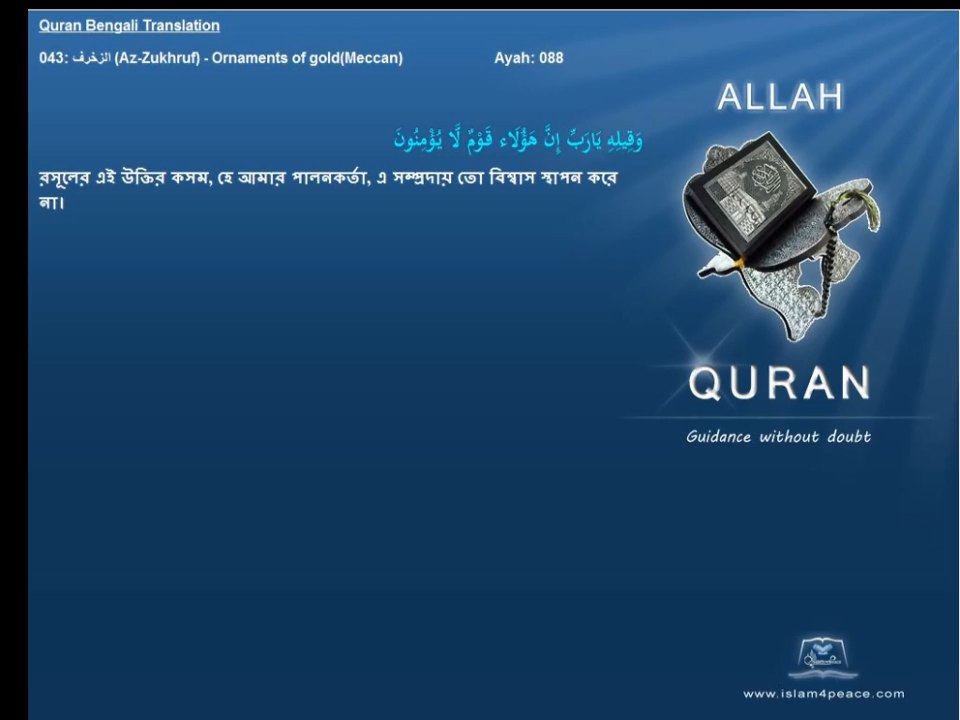 Quran Bengali Translation
043: الزخرف (Az-Zukhruf) - Ornaments of gold(Meccan) Ayah: 088
ALLAH
وَقِيلِهِ يَارَبِّ إِنَّ هَؤُلَاء قَوْمٌ لَّا يُؤْمِنُونَ
রসূলের এই উক্তির কসম, হে আমার পালনকর্তা, এ সম্প্রদায় তো বিশ্বাস স্থাপন করে
না।
QURAN
Guidance without doubt
www.islam4peace.com